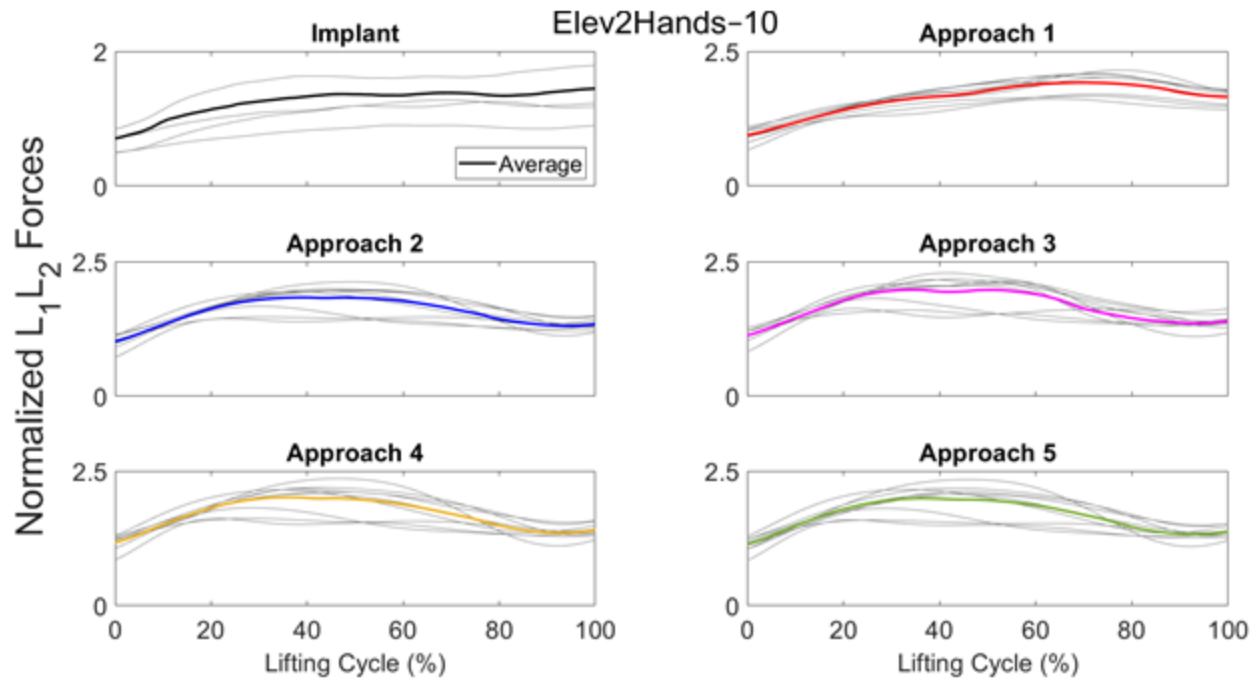 Elev2Hands−10
Normalized L1L2 Forces
Implant
2
0
Average
Approach 1
2.5
0
Approach 2
2.5
0
Approach 3
2.5
0
Approach 4
2.5
0
0 20 40 60 80 100
Lifting Cycle (%)
Approach 5
2.5
0
0 20 40 60 80 100
Lifting Cycle (%)